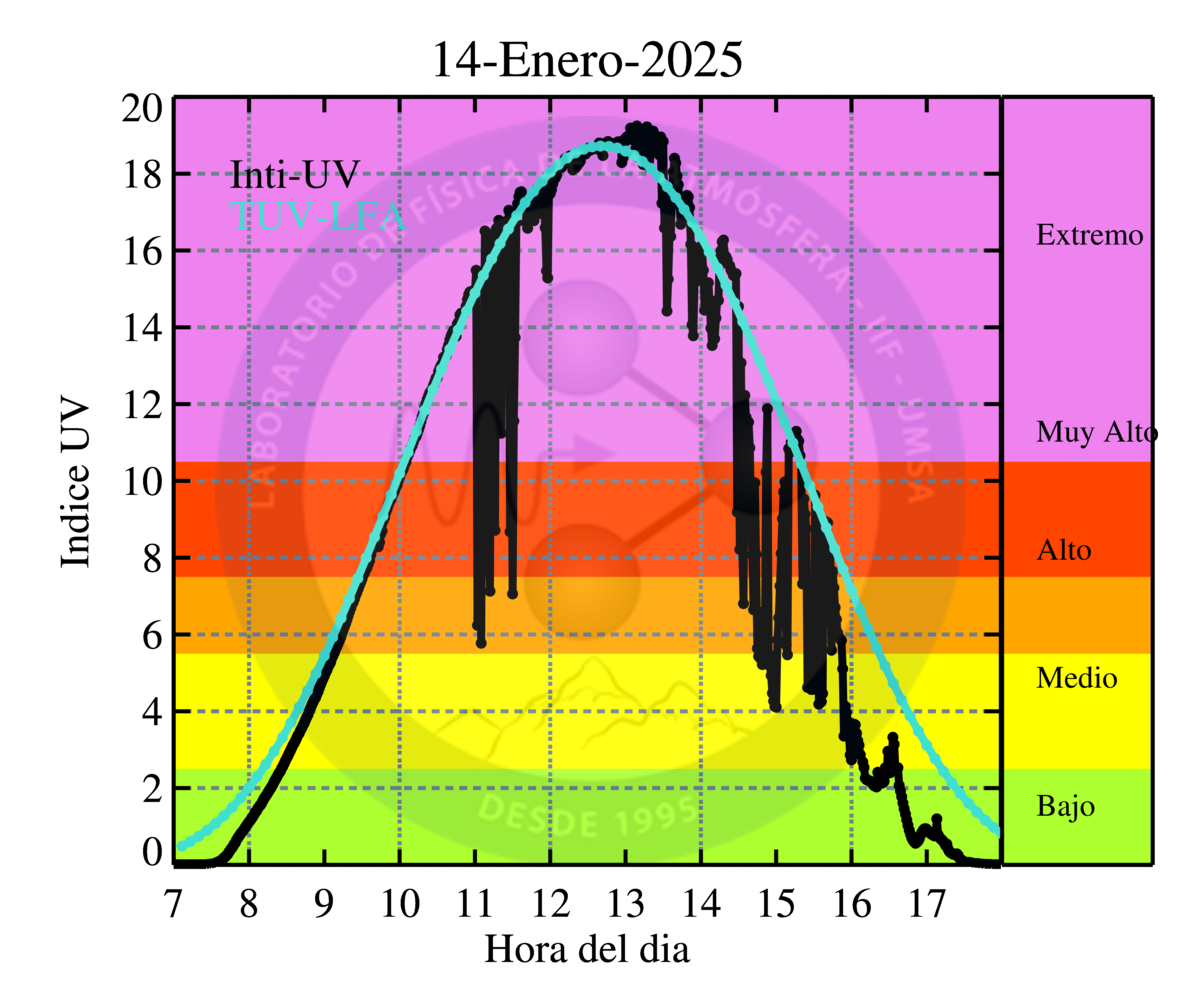 14-Enero-2025
20
18
16
14
12
10
8
6
4
2
0
Indice UV
Inti-UV
TUV-LFA
LABORATORIO DE FÍSICA DE LA ATMÓSFERA - IIF - UMSA
DESDE 1995
Extremo
Muy Alto
Alto
Medio
Bajo
7 8 9 10 11 12 13 14 15 16 17
Hora del dia